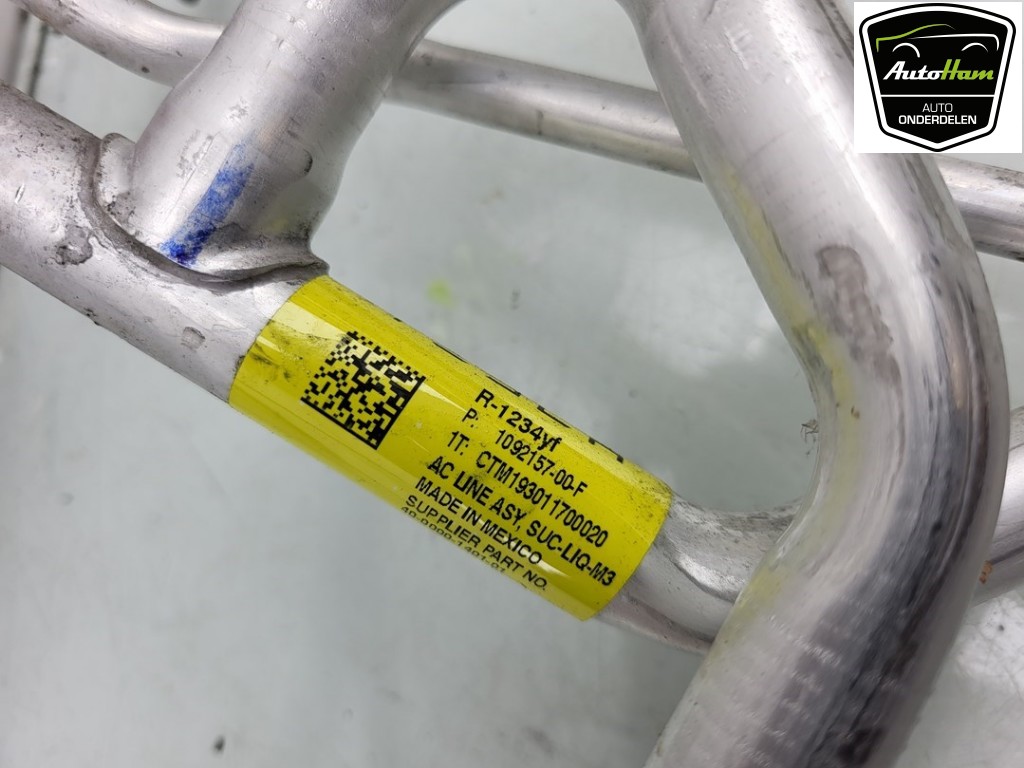 AutoHam
AUTO
ONDERDELEN
R-1234yf
P: 1092157-00-F
1T: CTM193011700020
AC LINE ASY, SUC-LIQ-M3
MADE IN MEXICO
SUPPLIER PART NO.